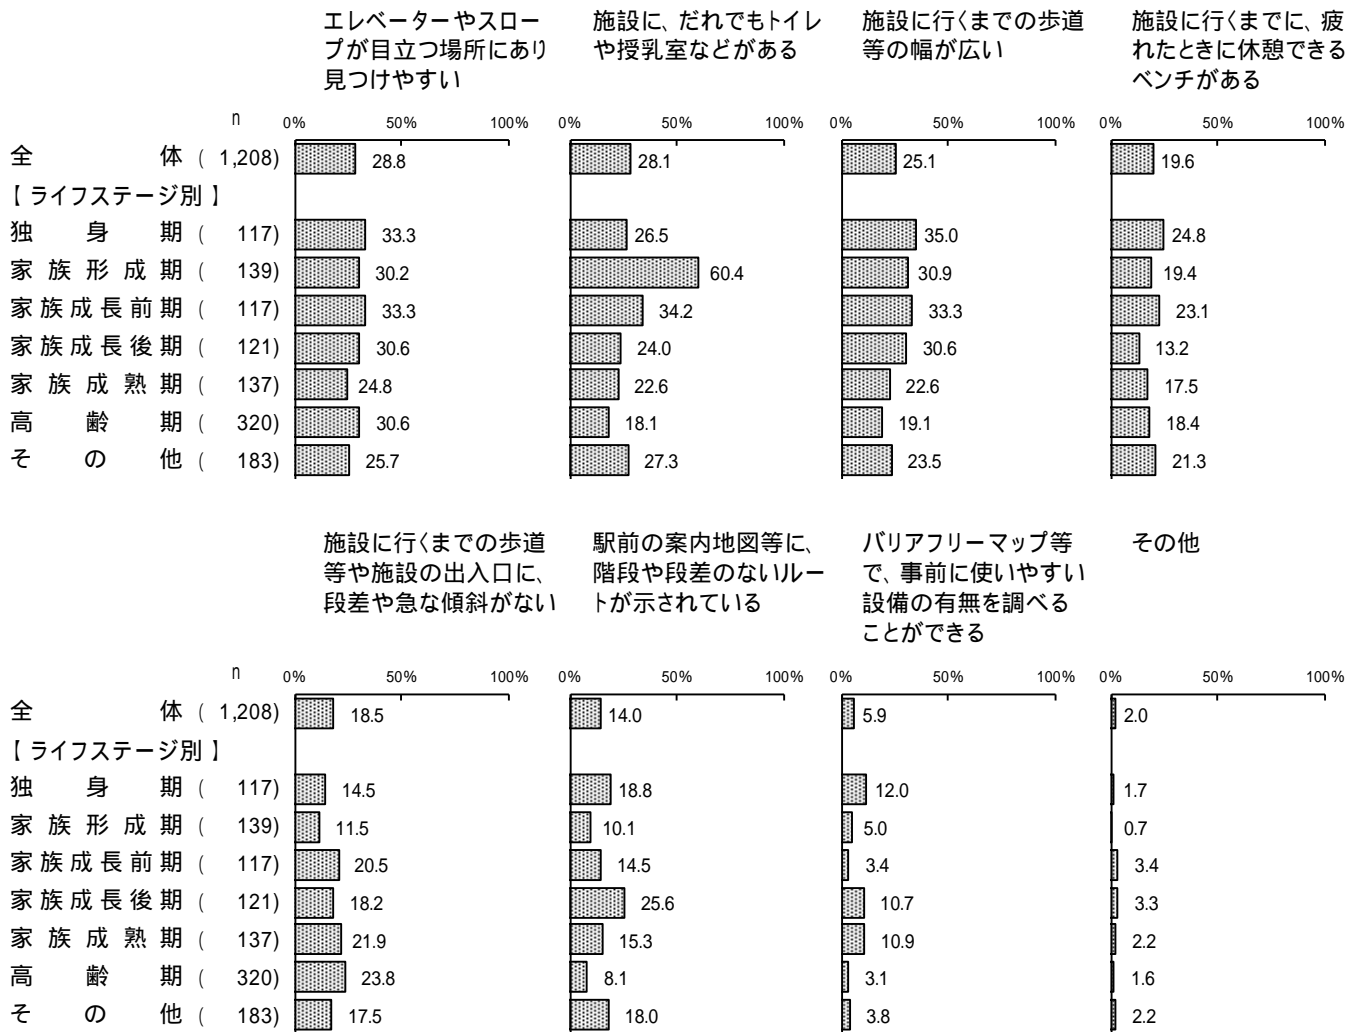 エレベーターやスロー
プが目立つ場所にあり
見つけやすい
施設に、だれでもトイレ
や授乳室などがある
施設に行くまでの歩道
等の幅が広い
施設に行くまでに、疲
れたときに休憩できる
ベンチがある
n 0% 50% 100% 0% 50% 100% 0% 50% 100% 0% 50% 100%
全体 ( 1,208) 28.8 28.1 25.1 19.6
【ライフステージ別】
独身期 ( 117) 33.3 26.5 35.0 24.8
家族形成期 ( 139) 30.2 60.4 30.9 19.4
家族成長前期 ( 117) 33.3 34.2 33.3 23.1
家族成長後期 ( 121) 30.6 24.0 30.6 13.2
家族成熟期 ( 137) 24.8 22.6 22.6 17.5
高齢期 ( 320) 30.6 18.1 19.1 18.4
その他 ( 183) 25.7 27.3 23.5 21.3
施設に行くまでの歩道
等や施設の出入口に、
段差や急な傾斜がない
駅前の案内地図等に、
階段や段差のないルー
トが示されている
バリアフリーマップ等
で、事前に使いやすい
設備の有無を調べる
ことができる
その他
n 0% 50% 100% 0% 50% 100% 0% 50% 100% 0% 50% 100%
全体 ( 1,208) 18.5 14.0 5.9 2.0
【ライフステージ別】
独身期 ( 117) 14.5 18.8 12.0 1.7
家族形成期 ( 139) 11.5 10.1 5.0 0.7
家族成長前期 ( 117) 20.5 14.5 3.4 3.4
家族成長後期 ( 121) 18.2 25.6 10.7 3.3
家族成熟期 ( 137) 21.9 15.3 10.9 2.2
高齢期 ( 320) 23.8 8.1 3.1 1.6
その他 ( 183) 17.5 18.0 3.8 2.2